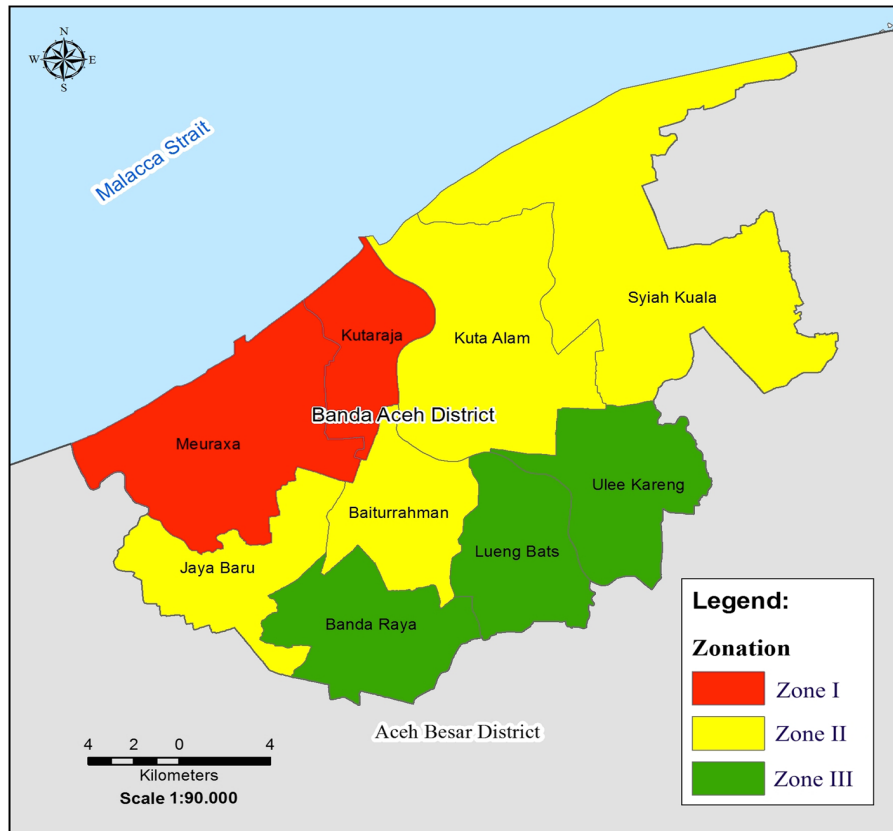 N
W E
S
Malacca Strait
Syiah Kuala
Kutaraja
Kuta Alam
Banda Aceh District
Meuraxa
Ulee Kareng
Baiturrahman
Lueng Bats
Jaya Baru
Banda Raya
Aceh Besar District
4 2 0 4
Kilometers
Scale 1:90.000
Legend:
Zonation
Zone I
Zone II
Zone III